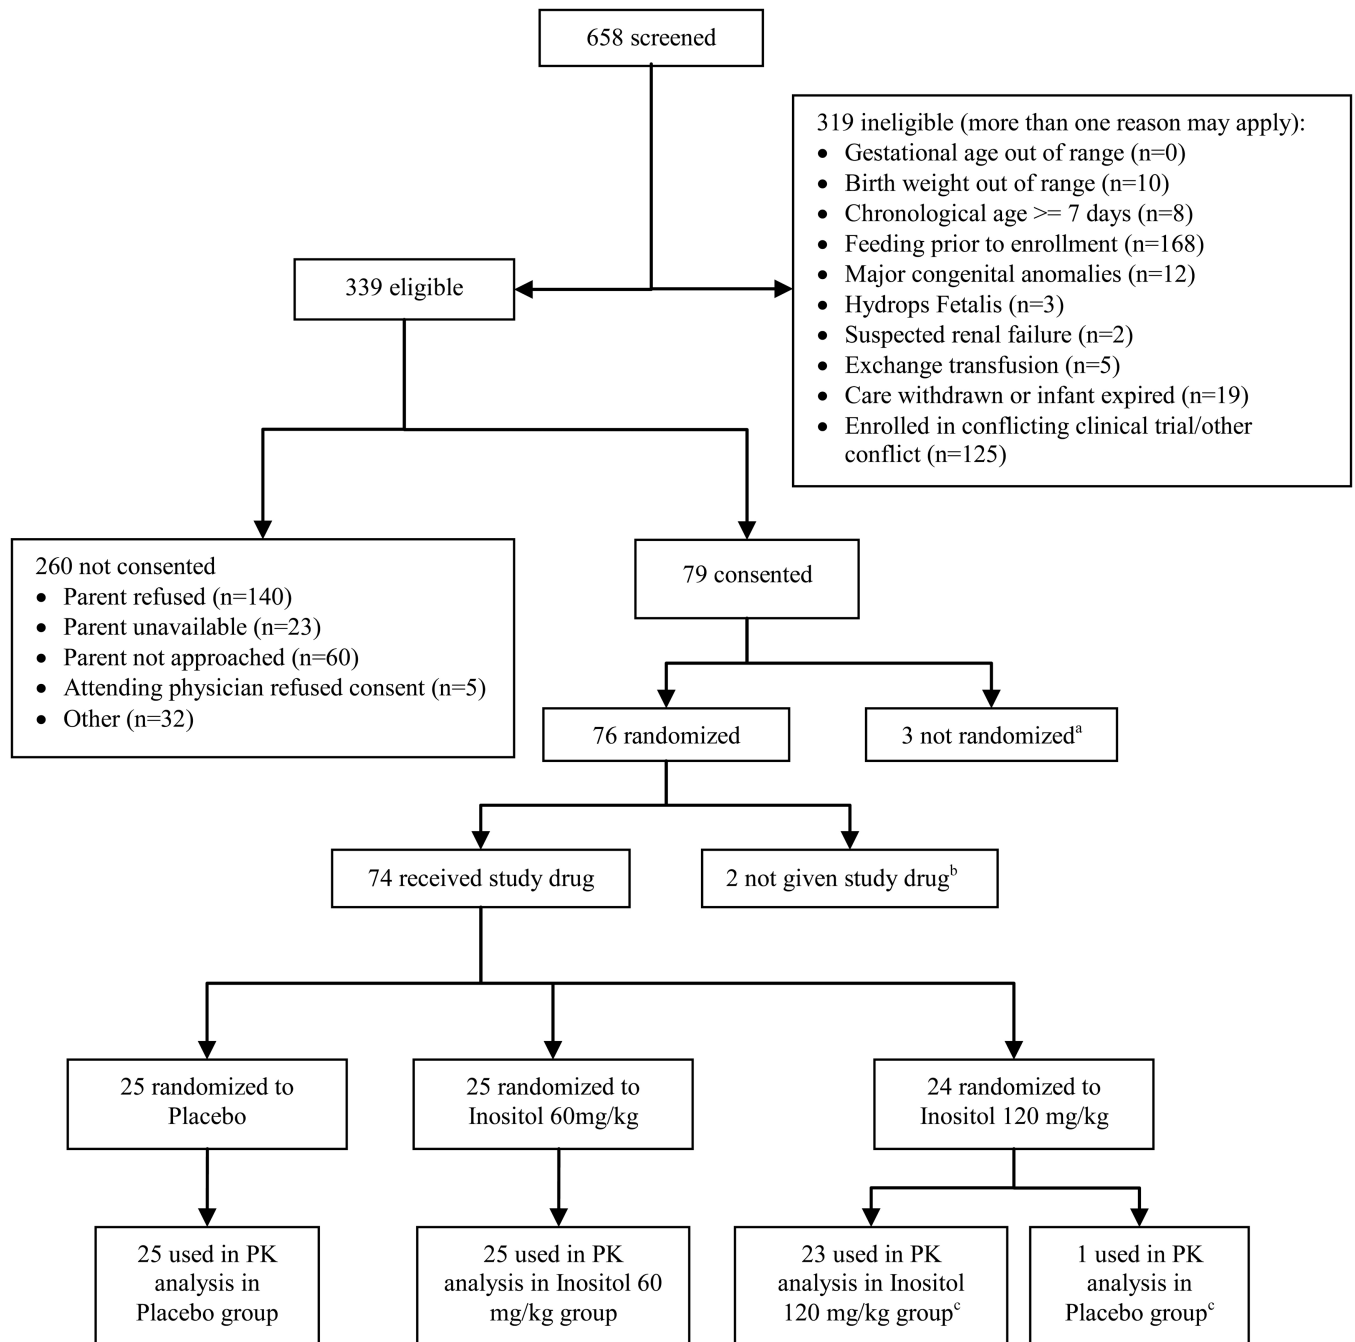 658 screened
319 ineligible (more than one reason may apply):
• Gestational age out of range (n=0)
• Birth weight out of range (n=10)
• Chronological age >= 7 days (n=8)
• Feeding prior to enrollment (n=168)
• Major congenital anomalies (n=12)
• Hydrops Fetalis (n=3)
• Suspected renal failure (n=2)
• Exchange transfusion (n=5)
• Care withdrawn or infant expired (n=19)
• Enrolled in conflicting clinical trial/other
conflict (n=125)
339 eligible
260 not consented
• Parent refused (n=140)
• Parent unavailable (n=23)
• Parent not approached (n=60)
• Attending physician refused consent (n=5)
• Other (n=32)
79 consented
76 randomized
3 not randomizedᵃ
74 received study drug
2 not given study drugᵇ
25 randomized to
Placebo
25 randomized to
Inositol 60mg/kg
24 randomized to
Inositol 120 mg/kg
25 used in PK
analysis in
Placebo group
25 used in PK
analysis in Inositol 60
mg/kg group
23 used in PK
analysis in Inositol
120 mg/kg groupᶜ
1 used in PK
analysis in
Placebo groupᶜ